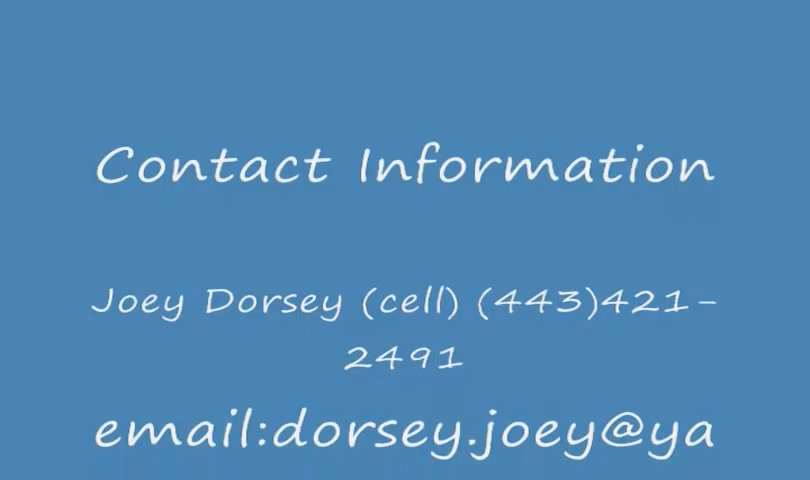 Contact Information
Joey Dorsey (cell) (443)421-
2491
email:dorsey.joey@ya